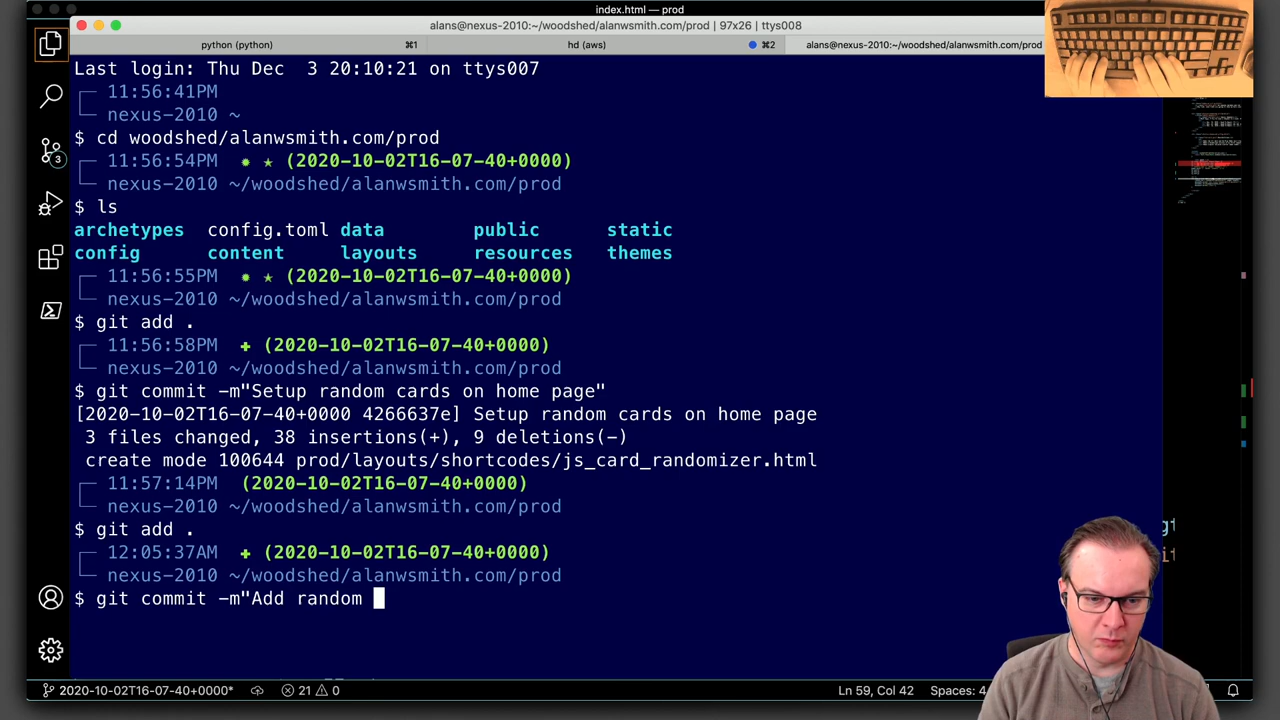 index.html — prod
alans@nexus-2010:~/woodshed/alanwsmith.com/prod | 97x26 | ttys008
python (python) ⌘1 hd (aws) ⌘2 alans@nexus-2010:~/woodshed/alanwsmith.com/prod
Last login: Thu Dec  3 20:10:21 on ttys007
11:56:41PM
nexus-2010 ~
$ cd woodshed/alanwsmith.com/prod
11:56:54PM ✹ ★ (2020-10-02T16-07-40+0000)
nexus-2010 ~/woodshed/alanwsmith.com/prod
$ ls
archetypes config.toml data public static
config content layouts resources themes
11:56:55PM ✹ ★ (2020-10-02T16-07-40+0000)
nexus-2010 ~/woodshed/alanwsmith.com/prod
$ git add .
11:56:58PM ✚ (2020-10-02T16-07-40+0000)
nexus-2010 ~/woodshed/alanwsmith.com/prod
$ git commit -m"Setup random cards on home page"
[2020-10-02T16-07-40+0000 4266637e] Setup random cards on home page
3 files changed, 38 insertions(+), 9 deletions(-)
create mode 100644 prod/layouts/shortcodes/js_card_randomizer.html
11:57:14PM (2020-10-02T16-07-40+0000)
nexus-2010 ~/woodshed/alanwsmith.com/prod
$ git add .
12:05:37AM ✚ (2020-10-02T16-07-40+0000)
nexus-2010 ~/woodshed/alanwsmith.com/prod
$ git commit -m"Add random
3
2020-10-02T16-07-40+0000* 21 0 Ln 59, Col 42 Spaces: